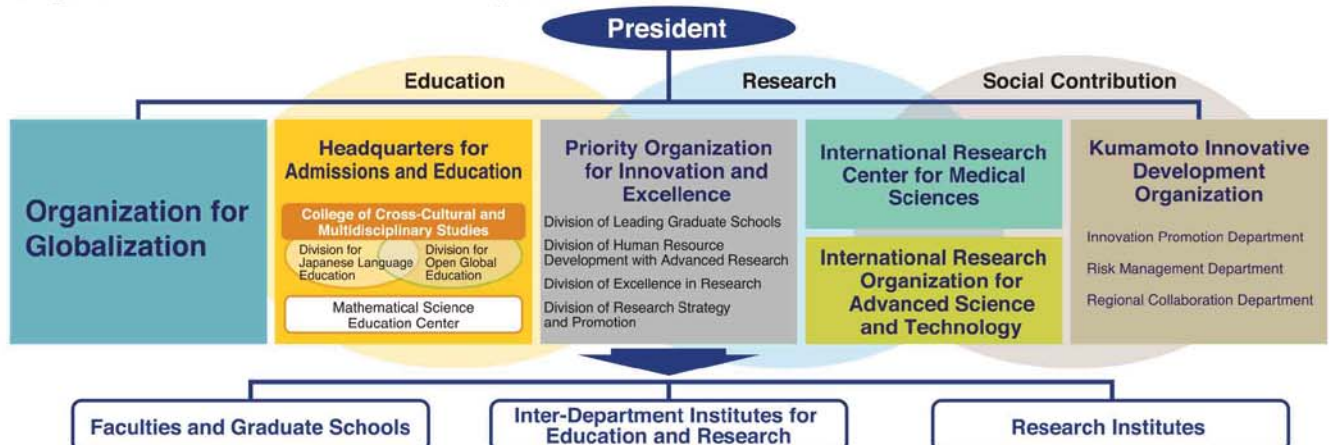 President
Education
Research
Social Contribution
Organization for
Globalization
Headquarters for
Admissions and Education
College of Cross-Cultural and
Multidisciplinary Studies
Division for
Japanese Language
Education
Division for
Open Global
Education
Mathematical Science
Education Center
Priority Organization
for Innovation and
Excellence
Division of Leading Graduate Schools
Division of Human Resource
Development with Advanced Research
Division of Excellence in Research
Division of Research Strategy
and Promotion
International Research
Center for Medical
Sciences
International Research
Organization for
Advanced Science
and Technology
Kumamoto Innovative
Development
Organization
Innovation Promotion Department
Risk Management Department
Regional Collaboration Department
Faculties and Graduate Schools
Inter-Department Institutes for
Education and Research
Research Institutes